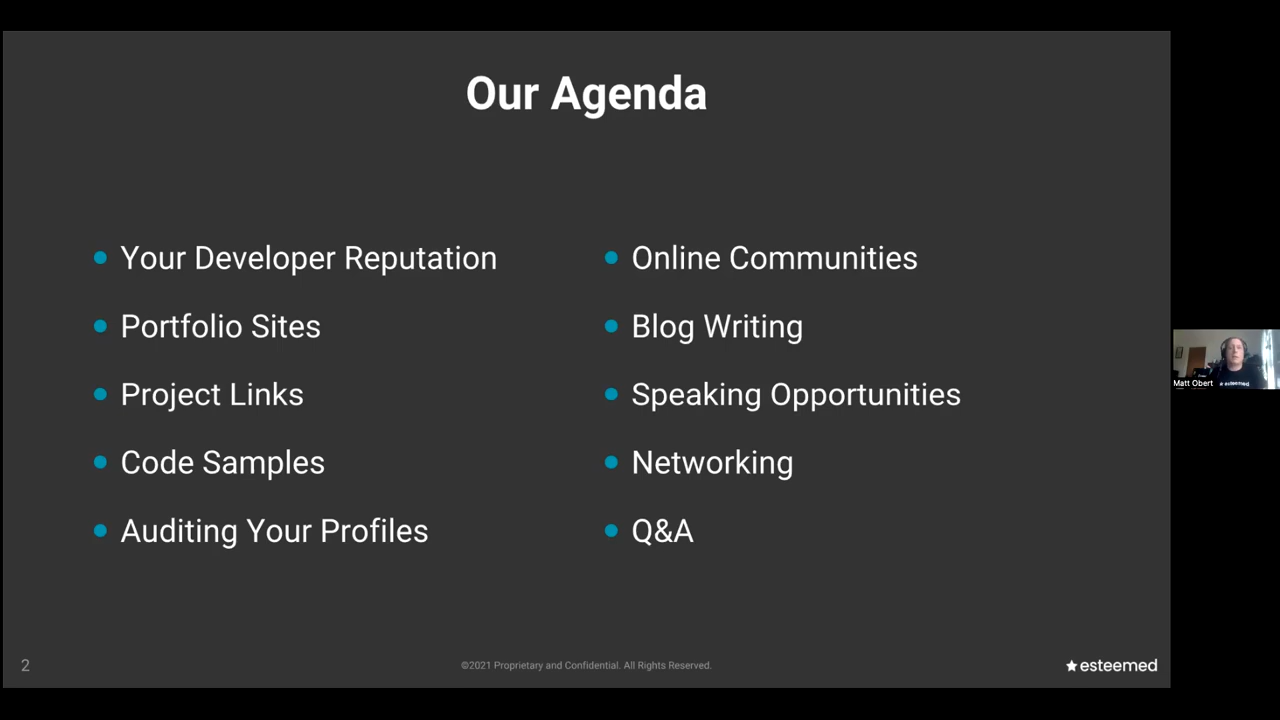 Our Agenda
Your Developer Reputation
Portfolio Sites
Project Links
Code Samples
Auditing Your Profiles
Online Communities
Blog Writing
Speaking Opportunities
Networking
Q&A
2
©2021 Proprietary and Confidential. All Rights Reserved.
esteemed
Matt Obert
esteemed